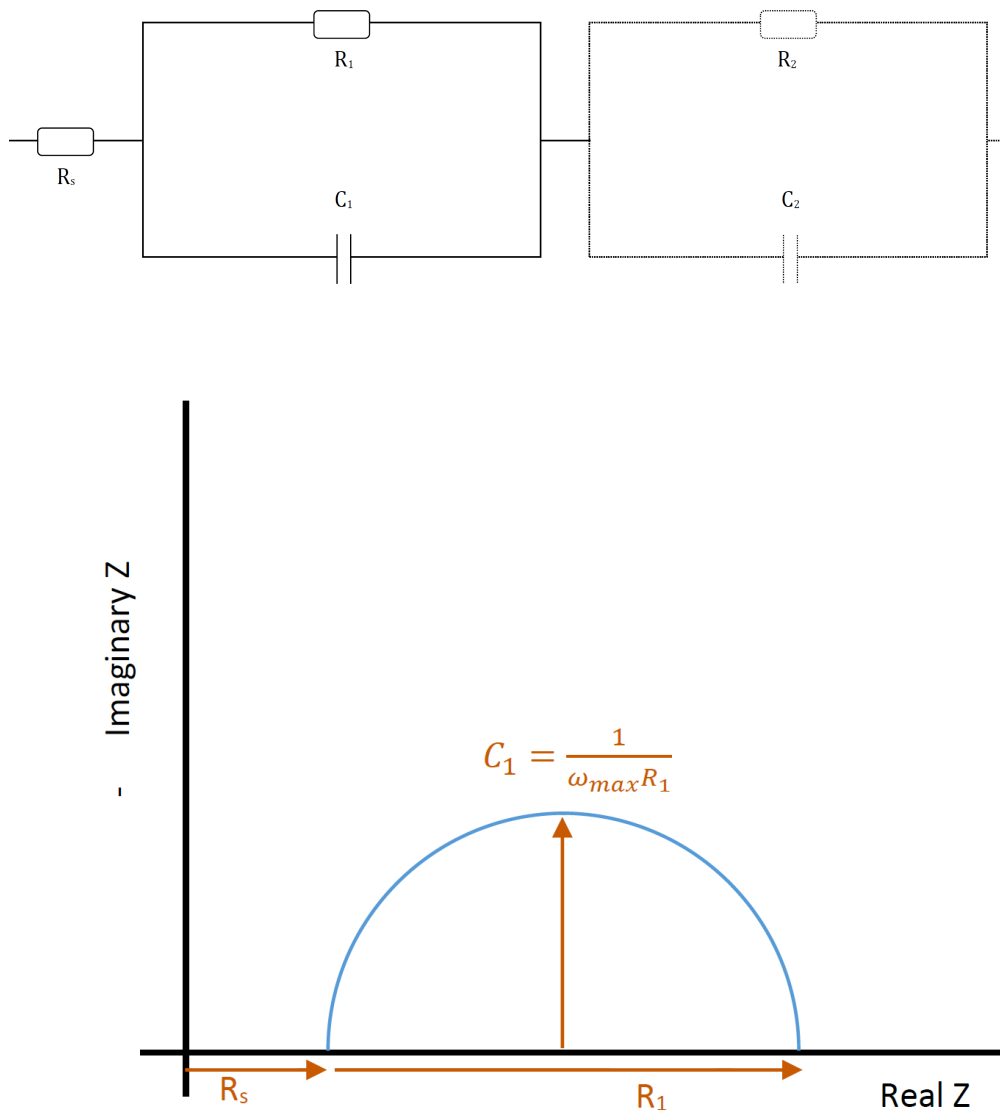 R₁
R₂
Rₛ
C₁
C₂
- Imaginary Z
C₁ = 1/(ωₘₐₓR₁)
Rₛ
R₁
Real Z